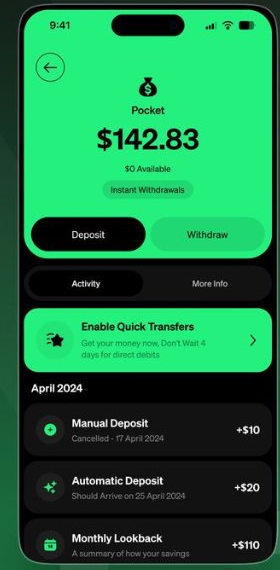 9:41
Pocket
$142.83
$0 Available
Instant Withdrawals
Deposit Withdraw
Activity More Info
Enable Quick Transfers
Get your money now, Don't Wait 4
days for direct debits
April 2024
Manual Deposit
Cancelled - 17 April 2024
+$10
Automatic Deposit
Should Arrive on 25 April 2024
+$20
Monthly Lookback
A summary of how your savings
+$110